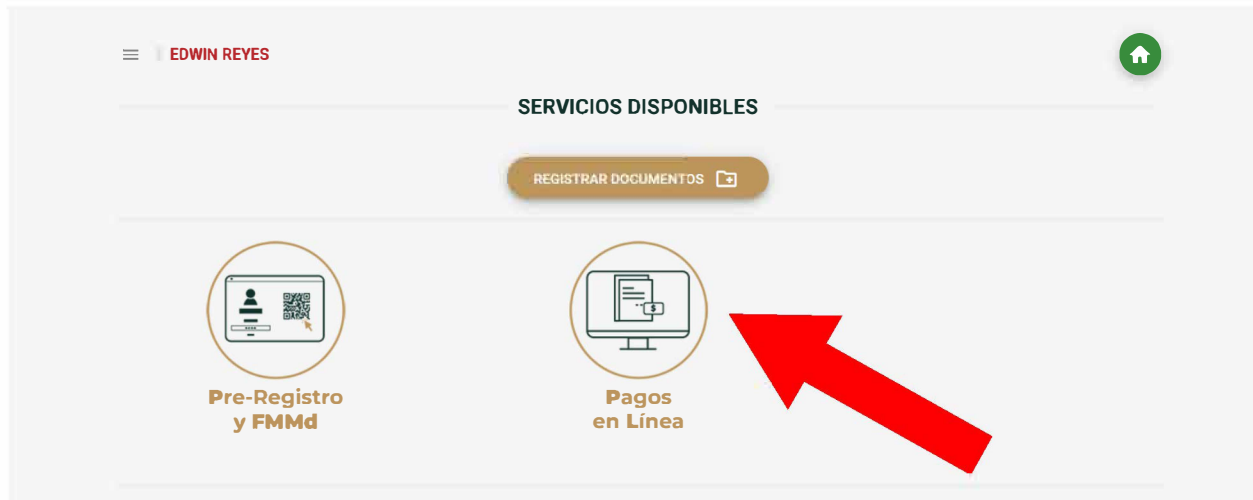 EDWIN REYES
SERVICIOS DISPONIBLES
REGISTRAR DOCUMENTOS
$
Pre-Registro
y FMMd
Pagos
en Línea